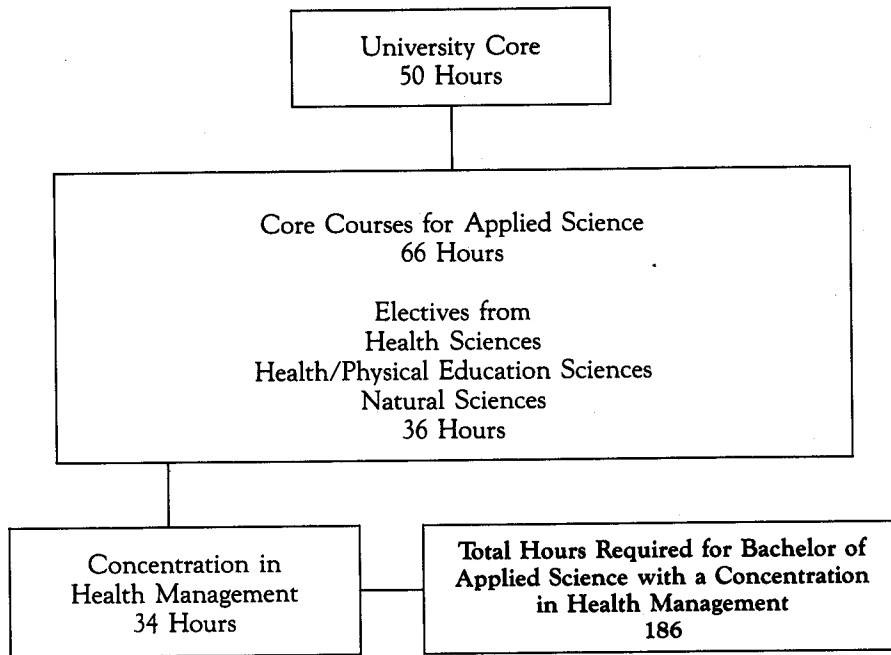 University Core
50 Hours
Core Courses for Applied Science
66 Hours
Electives from
Health Sciences
Health/Physical Education Sciences
Natural Sciences
36 Hours
Concentration in
Health Management
34 Hours
Total Hours Required for Bachelor of
Applied Science with a Concentration
in Health Management
186